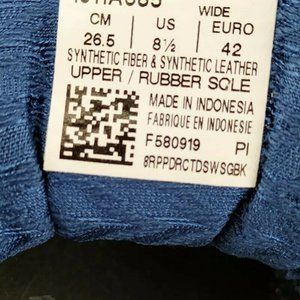 WIDE
CM US EURO
26.5 8½ 42
SYNTHETIC FIBER & SYNTHETIC LEATHER
UPPER / RUBBER SOLE
MADE IN INDONESIA
FABRIQUE EN INDONESIE
F580919 PI
8RPPDRCTDSWSGBK